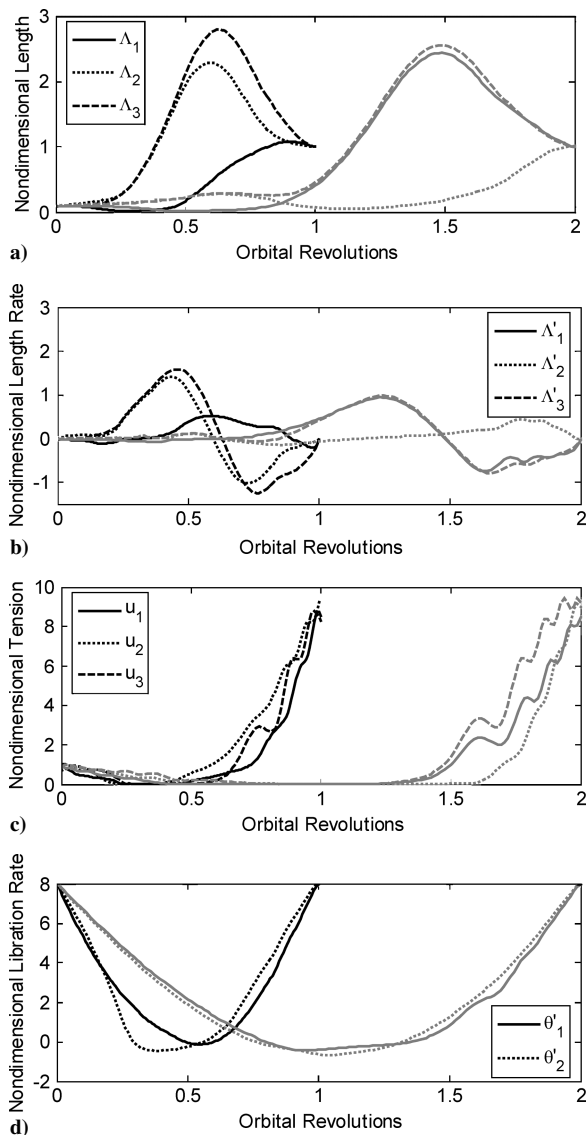 3
2
1
0
Nondimensional Length
Λ1
Λ2
Λ3
0 0.5 1 1.5 2
Orbital Revolutions
a)
3
2
1
0
-1
Nondimensional Length Rate
Λ'1
Λ'2
Λ'3
0 0.5 1 1.5 2
Orbital Revolutions
b)
10
8
6
4
2
0
Nondimensional Tension
u1
u2
u3
0 0.5 1 1.5 2
Orbital Revolutions
c)
8
6
4
2
0
-2
Nondimensional Libration Rate
θ'1
θ'2
0 0.5 1 1.5 2
Orbital Revolutions
d)